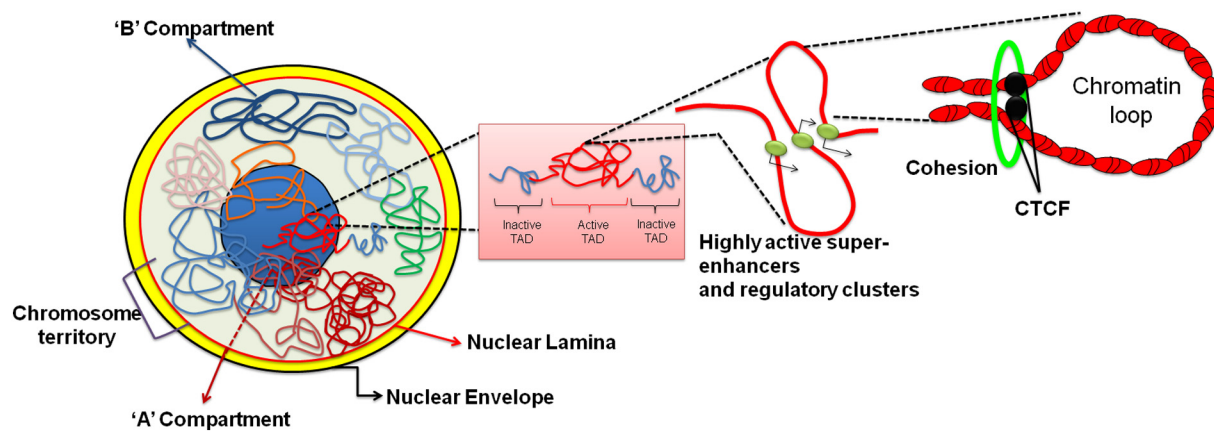 ‘B’ Compartment
Chromosome
territory
‘A’ Compartment
Nuclear Lamina
Nuclear Envelope
Inactive
TAD
Active
TAD
Inactive
TAD
Highly active super-
enhancers
and regulatory clusters
Chromatin
loop
Cohesion
CTCF